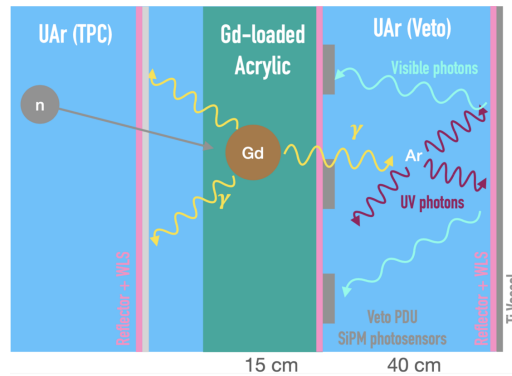 UAr (TPC)
Gd-loaded
Acrylic
UAr (Veto)
Visible photons
n
Gd
γ
γ
Ar
UV photons
Reflector + WLS
Reflector + WLS
Veto PDU
SiPM photosensors
15 cm
40 cm